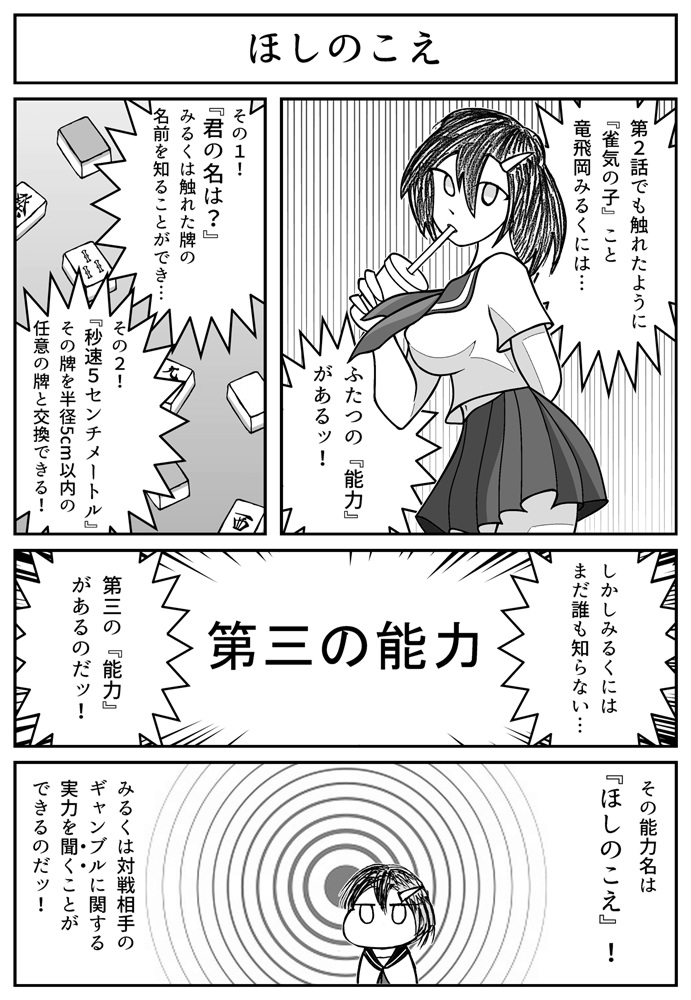 ほしのこえ
第2話でも触れたように
『雀気の子』こと
竜飛岡みるくには…
ふたつの『能力』
があるッ！
その1！
『君の名は？』
みるくは触れた牌の
名前を知ることができ…
その2！
『秒速5センチメートル』
その牌を半径5cm以内の
任意の牌と交換できる！
しかしみるくには
まだ誰も知らない…
第三の能力
第三の『能力』
があるのだッ！
その能力名は
『ほしのこえ』！
みるくは対戦相手の
ギャンブルに関する
実力を聞くことが
できるのだッ！